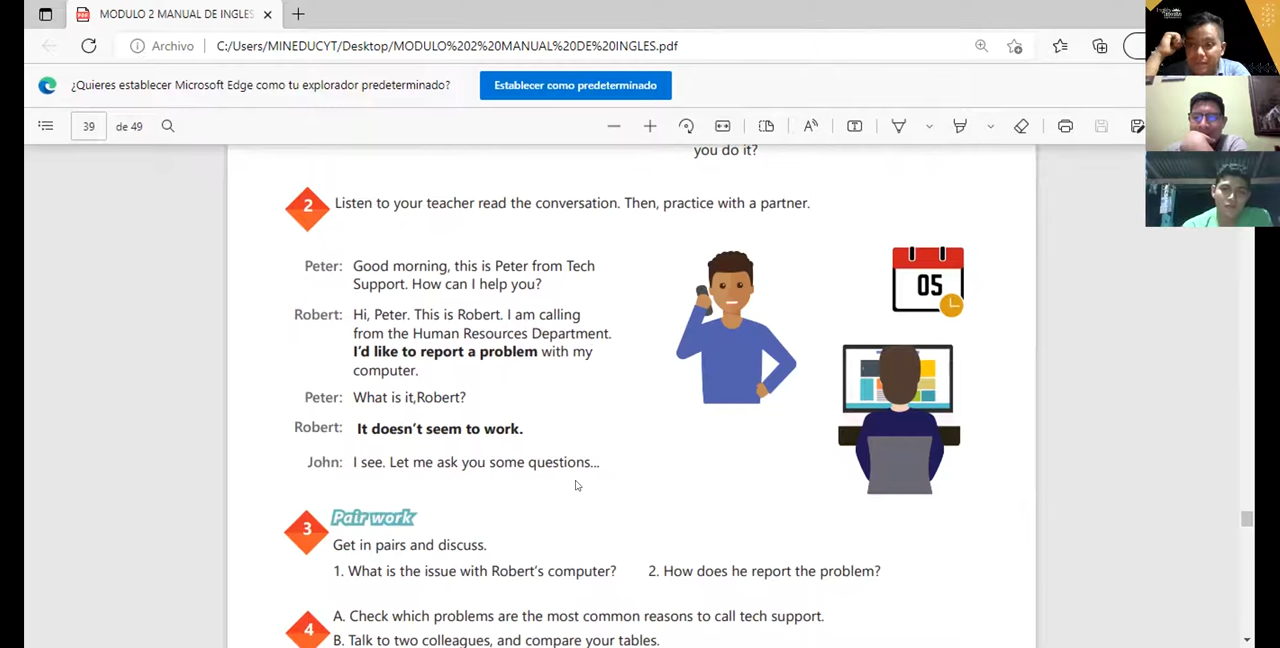 MODULO 2 MANUAL DE INGLES
Archivo
C:/Users/MINEDUCYT/Desktop/MODULO%202%20MANUAL%20DE%20INGLES.pdf
¿Quieres establecer Microsoft Edge como tu explorador predeterminado?
Establecer como predeterminado
39 de 49
you do it?
2 Listen to your teacher read the conversation. Then, practice with a partner.
Peter: Good morning, this is Peter from Tech
Support. How can I help you?
Robert: Hi, Peter. This is Robert. I am calling
from the Human Resources Department.
I'd like to report a problem with my
computer.
Peter: What is it,Robert?
Robert: It doesn't seem to work.
John: I see. Let me ask you some questions...
05
3 Pair work
Get in pairs and discuss.
1. What is the issue with Robert's computer? 2. How does he report the problem?
4 A. Check which problems are the most common reasons to call tech support.
B. Talk to two colleagues, and compare your tables.